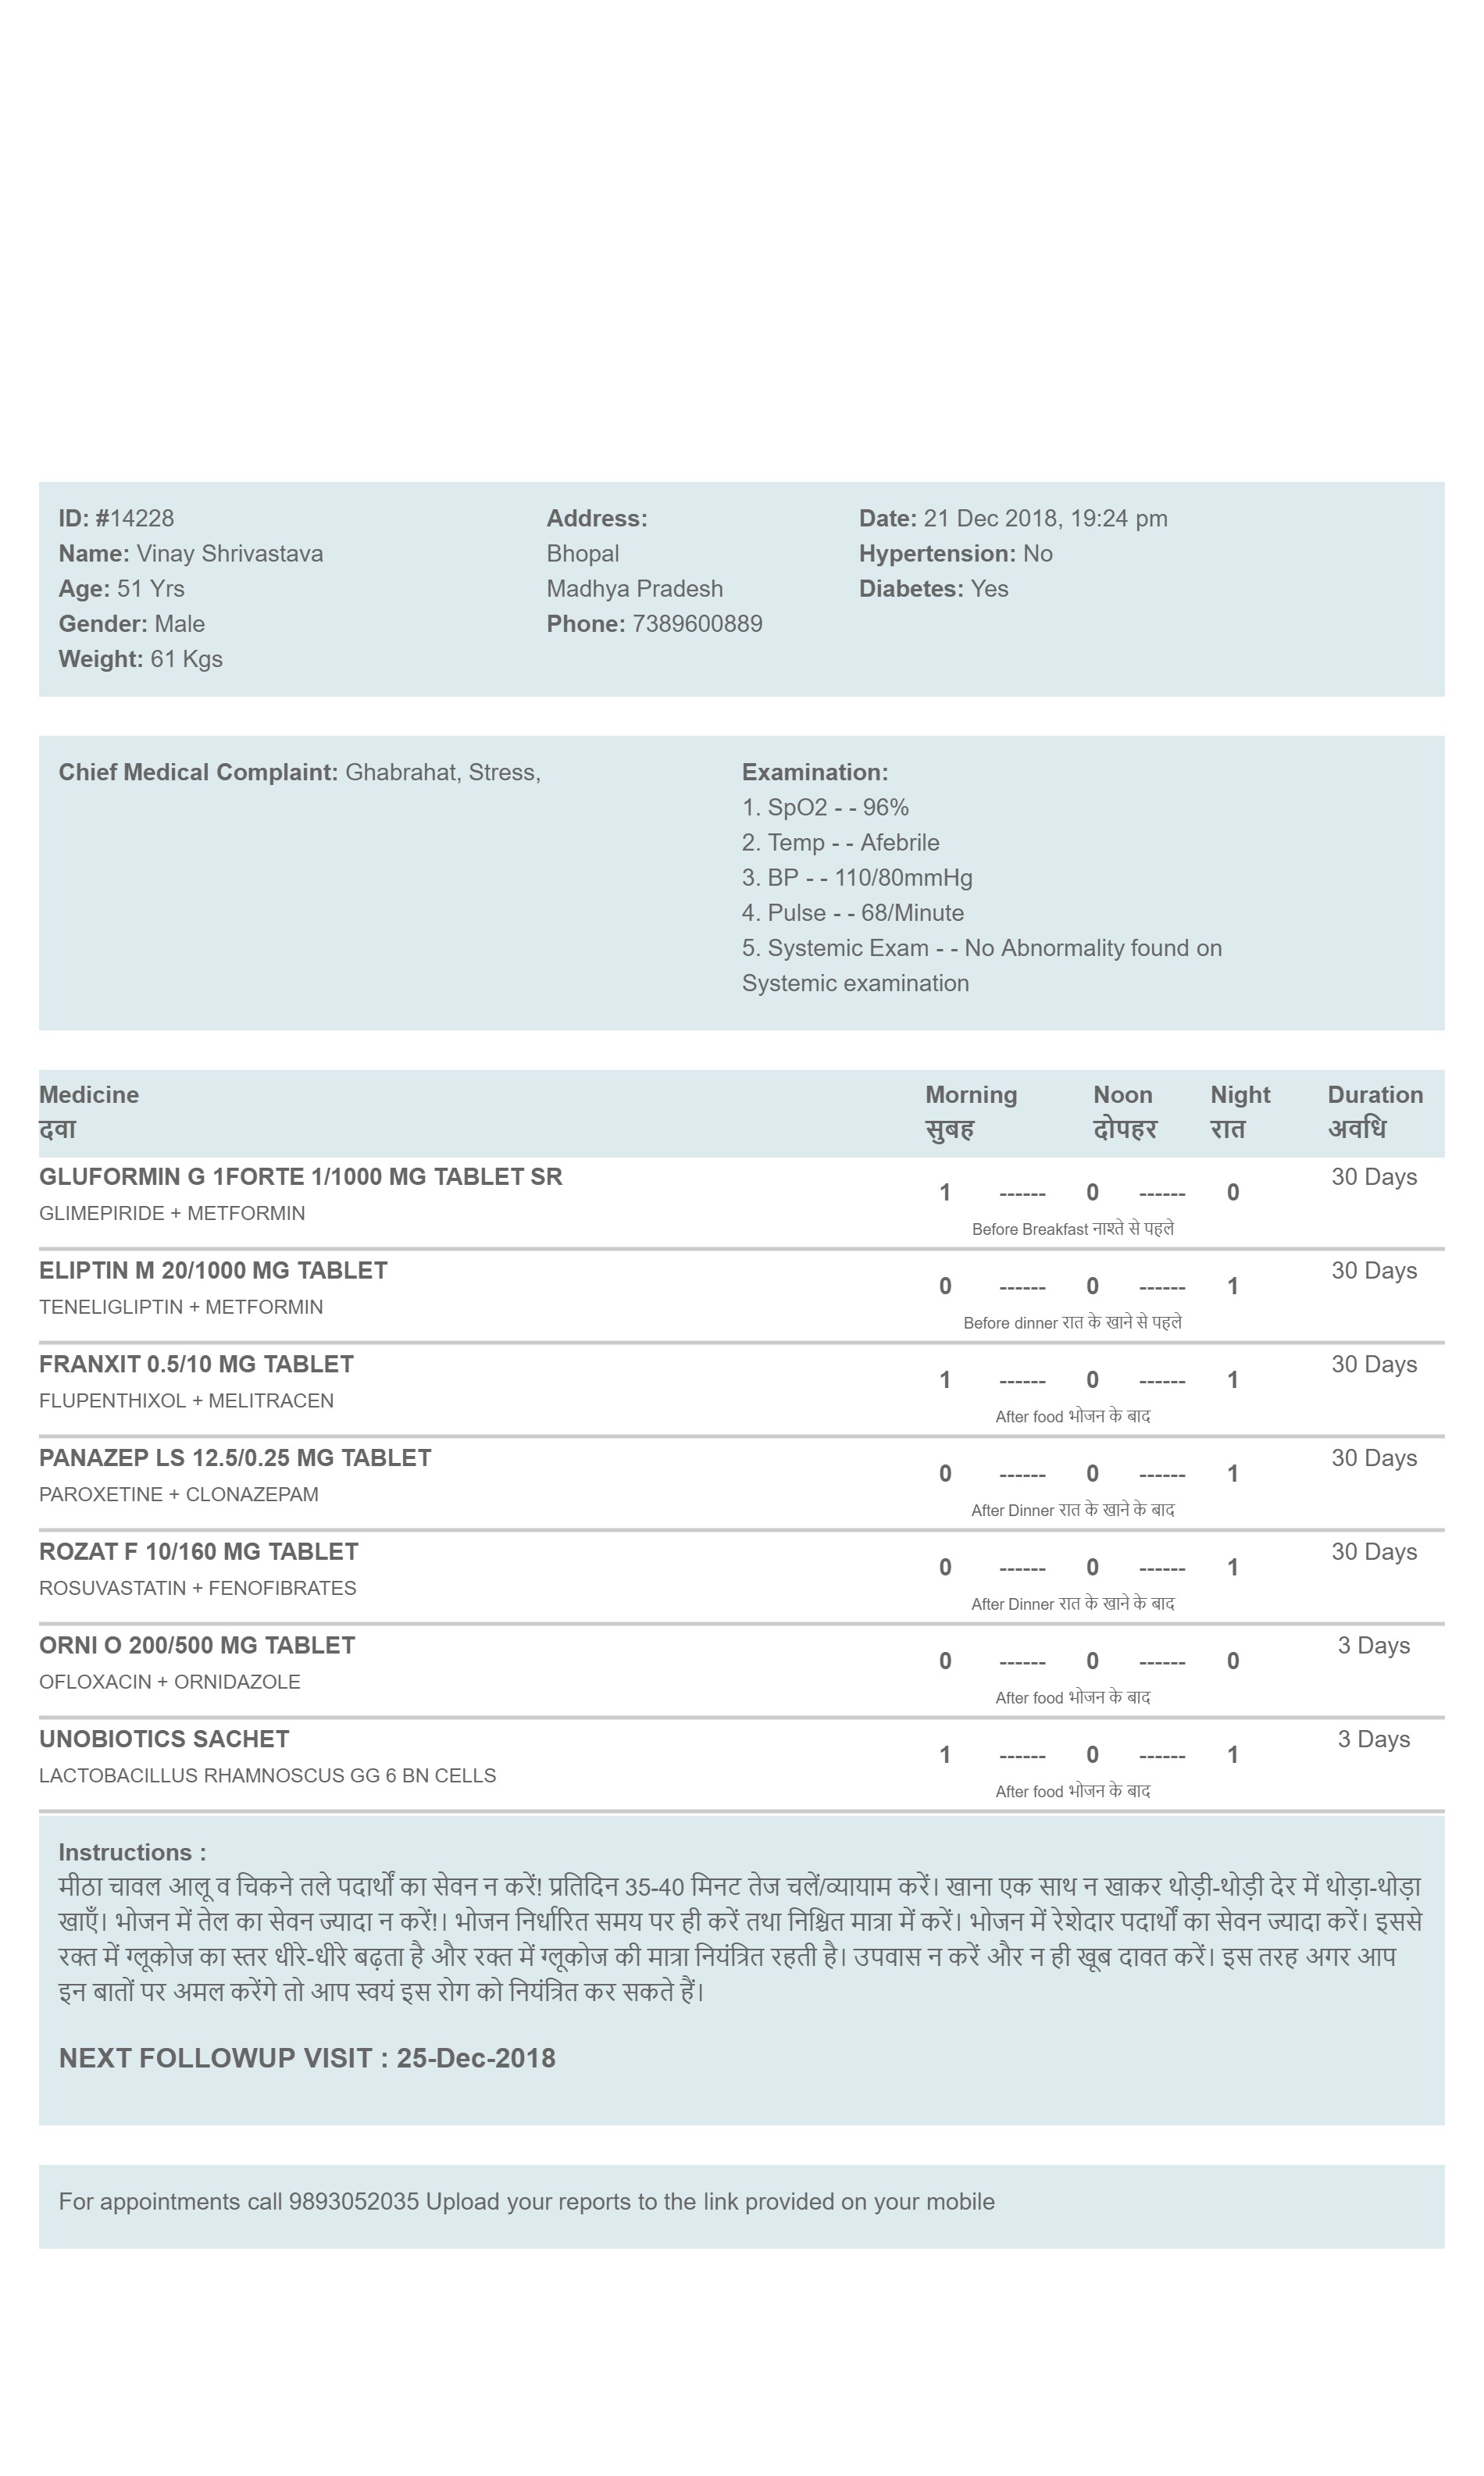 ID: #14228
Name: Vinay Shrivastava
Age: 51 Yrs
Gender: Male
Weight: 61 Kgs
Address:
Bhopal
Madhya Pradesh
Phone: 7389600889
Date: 21 Dec 2018, 19:24 pm
Hypertension: No
Diabetes: Yes
Chief Medical Complaint: Ghabrahat, Stress,
Examination:
1. SpO2 - - 96%
2. Temp - - Afebrile
3. BP - - 110/80mmHg
4. Pulse - - 68/Minute
5. Systemic Exam - - No Abnormality found on
Systemic examination
Medicine Morning Noon Night Duration
दवा सुबह दोपहर रात अवधि
GLUFORMIN G 1FORTE 1/1000 MG TABLET SR 30 Days
1 ------ 0 ------ 0
GLIMEPIRIDE + METFORMIN
Before Breakfast नाश्ते से पहले
ELIPTIN M 20/1000 MG TABLET 30 Days
0 ------ 0 ------ 1
TENELIGLIPTIN + METFORMIN
Before dinner रात के खाने से पहले
FRANXIT 0.5/10 MG TABLET 30 Days
1 ------ 0 ------ 1
FLUPENTHIXOL + MELITRACEN
After food भोजन के बाद
PANAZEP LS 12.5/0.25 MG TABLET 30 Days
0 ------ 0 ------ 1
PAROXETINE + CLONAZEPAM
After Dinner रात के खाने के बाद
ROZAT F 10/160 MG TABLET 30 Days
0 ------ 0 ------ 1
ROSUVASTATIN + FENOFIBRATES
After Dinner रात के खाने के बाद
ORNI O 200/500 MG TABLET 3 Days
0 ------ 0 ------ 0
OFLOXACIN + ORNIDAZOLE
After food भोजन के बाद
UNOBIOTICS SACHET 3 Days
1 ------ 0 ------ 1
LACTOBACILLUS RHAMNOSCUS GG 6 BN CELLS
After food भोजन के बाद
Instructions :
मीठा चावल आलू व चिकने तले पदार्थों का सेवन न करें! प्रतिदिन 35-40 मिनट तेज चलें/व्यायाम करें। खाना एक साथ न खाकर थोड़ी-थोड़ी देर में थोड़ा-थोड़ा
खाएँ। भोजन में तेल का सेवन ज्यादा न करें!। भोजन निर्धारित समय पर ही करें तथा निश्चित मात्रा में करें। भोजन में रेशेदार पदार्थों का सेवन ज्यादा करें। इससे
रक्त में ग्लूकोज का स्तर धीरे-धीरे बढ़ता है और रक्त में ग्लूकोज की मात्रा नियंत्रित रहती है। उपवास न करें और न ही खूब दावत करें। इस तरह अगर आप
इन बातों पर अमल करेंगे तो आप स्वयं इस रोग को नियंत्रित कर सकते हैं।
NEXT FOLLOWUP VISIT : 25-Dec-2018
For appointments call 9893052035 Upload your reports to the link provided on your mobile